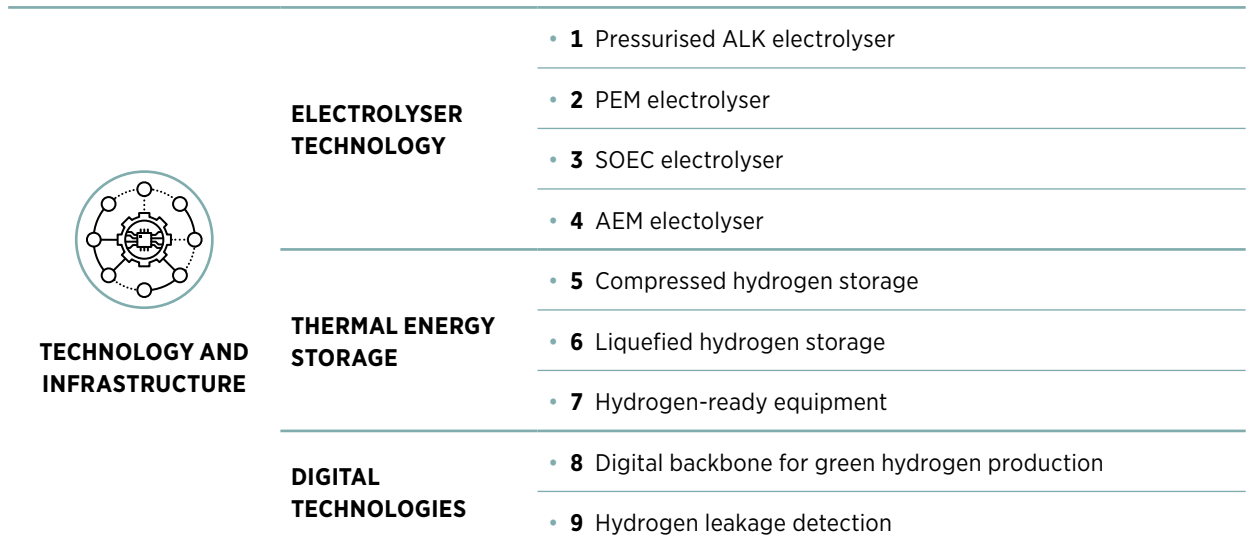 TECHNOLOGY AND
INFRASTRUCTURE
ELECTROLYSER
TECHNOLOGY
• 1 Pressurised ALK electrolyser
• 2 PEM electrolyser
• 3 SOEC electrolyser
• 4 AEM electolyser
THERMAL ENERGY
STORAGE
• 5 Compressed hydrogen storage
• 6 Liquefied hydrogen storage
• 7 Hydrogen-ready equipment
DIGITAL
TECHNOLOGIES
• 8 Digital backbone for green hydrogen production
• 9 Hydrogen leakage detection